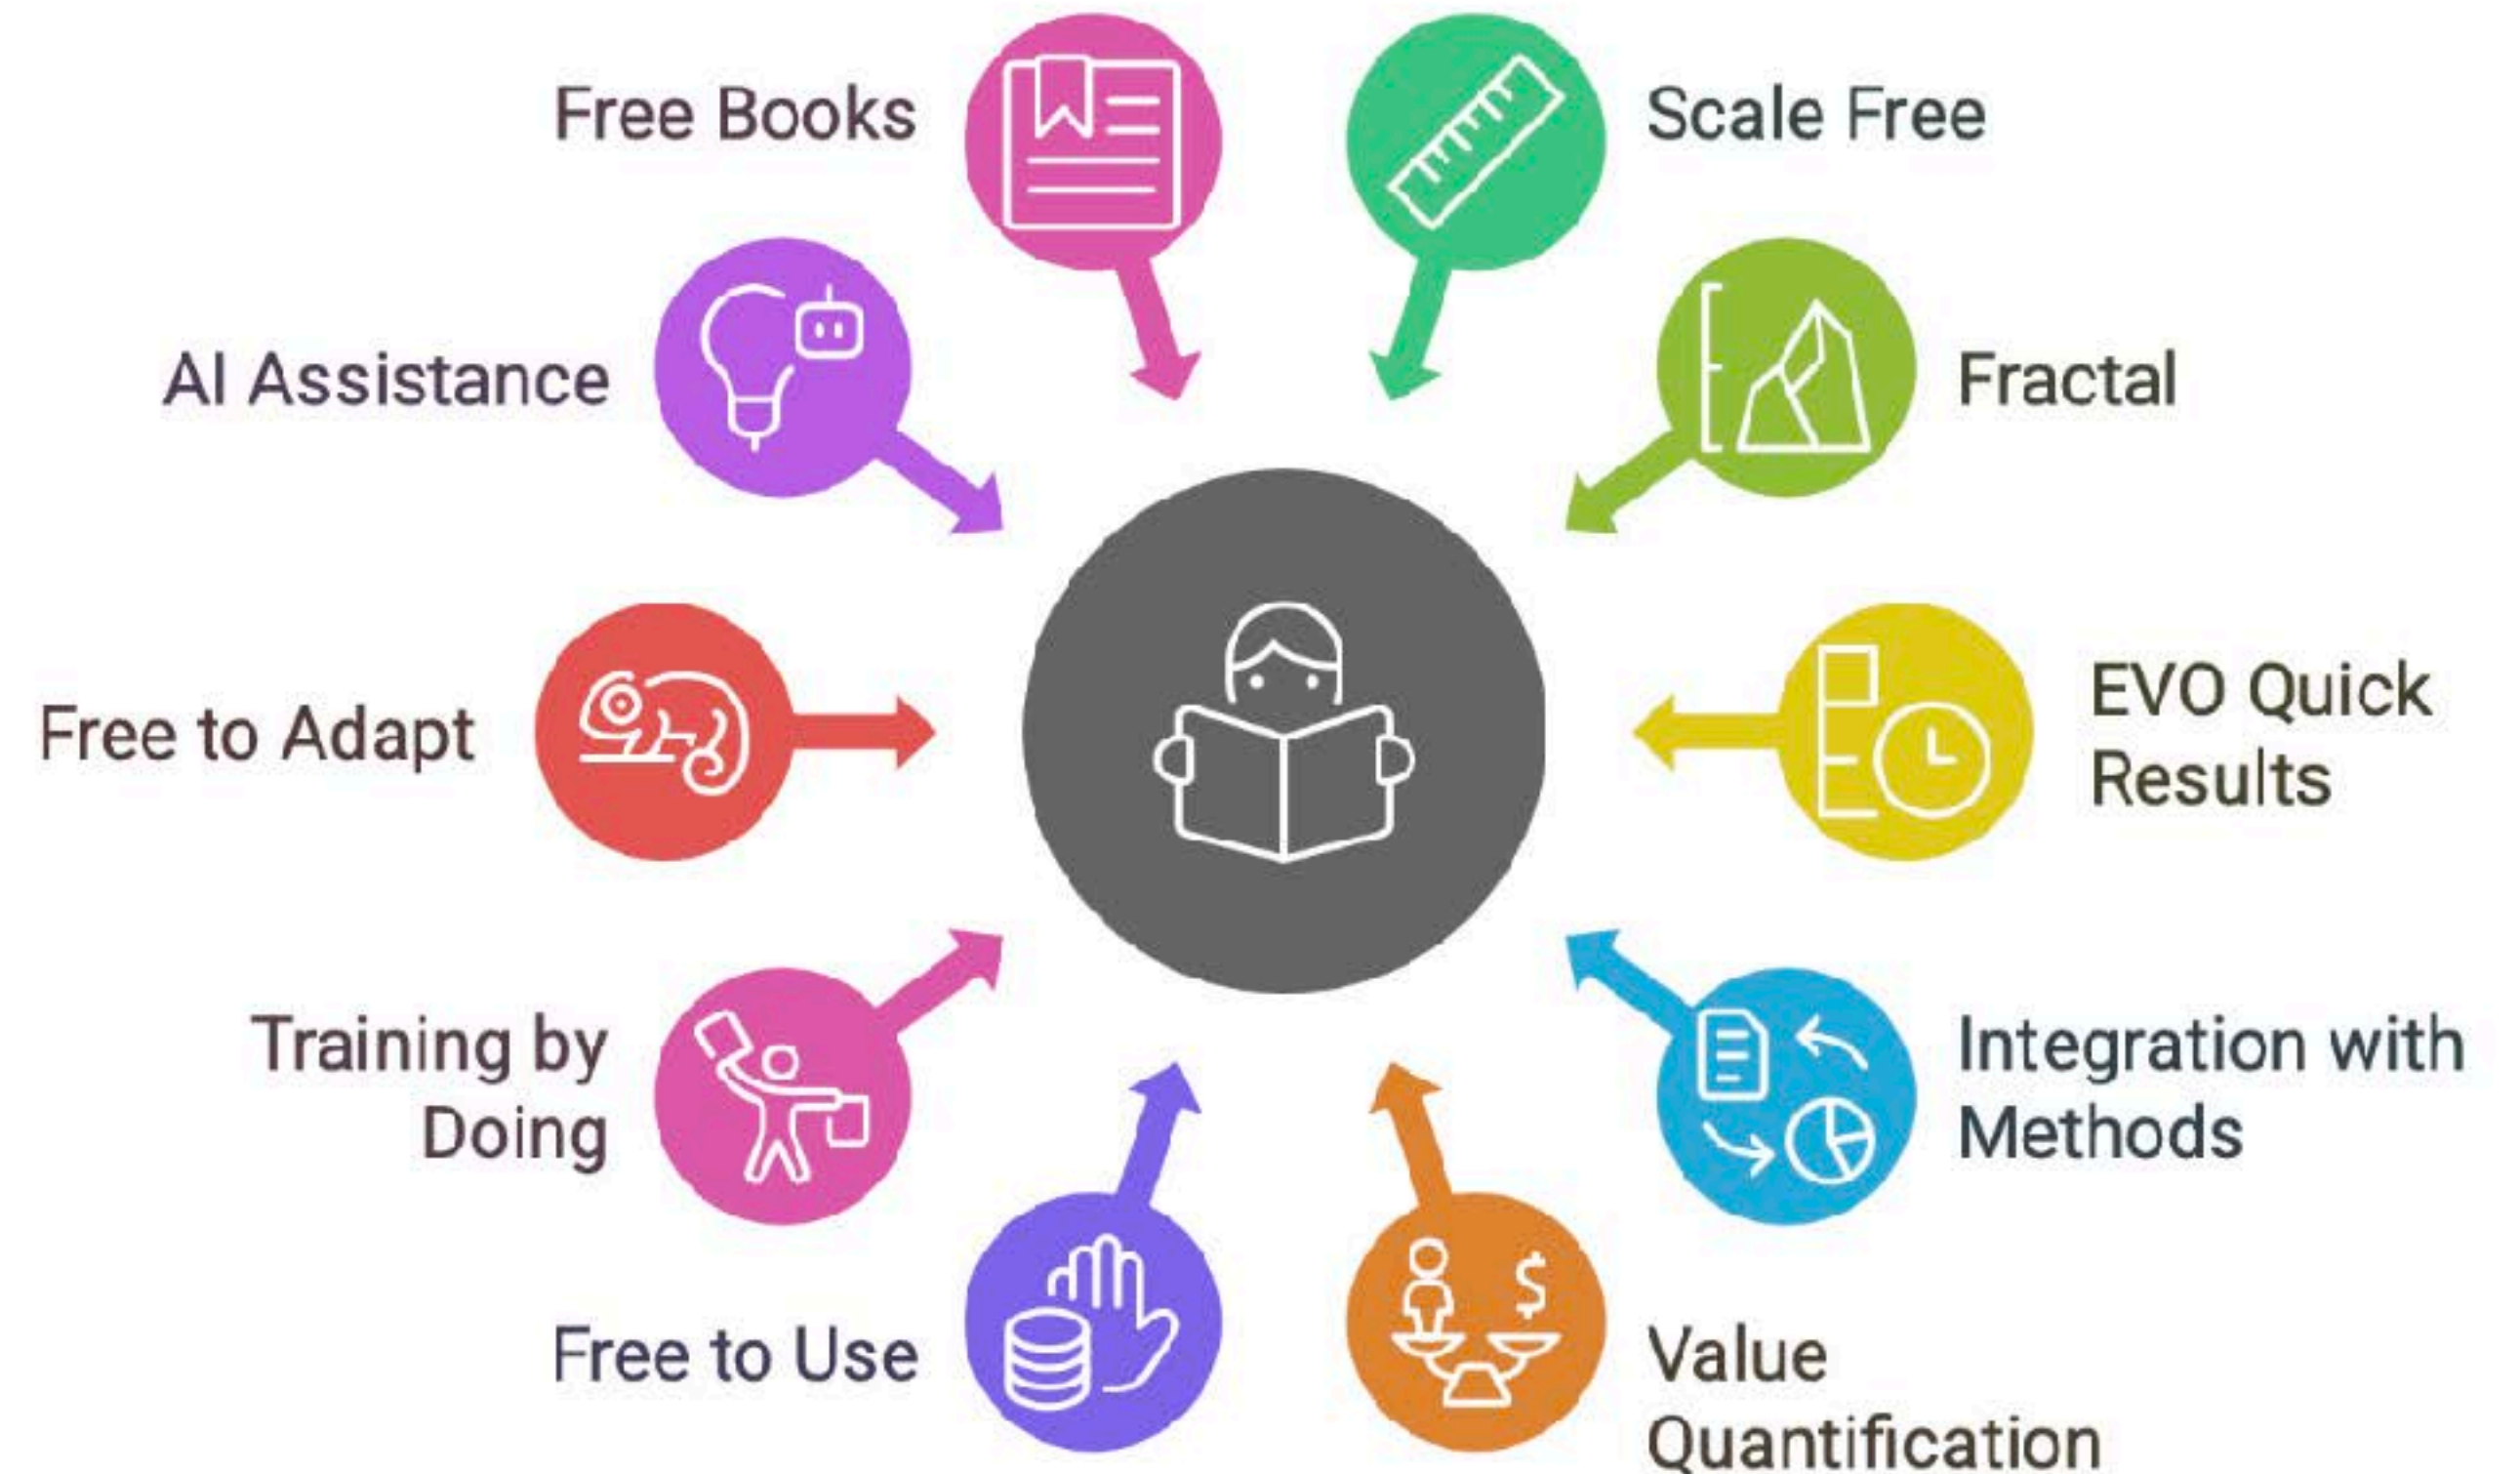 Free Books
Scale Free
AI Assistance
Fractal
Free to Adapt
EVO Quick
Results
Training by
Doing
Integration with
Methods
Free to Use
Value
Quantification
$